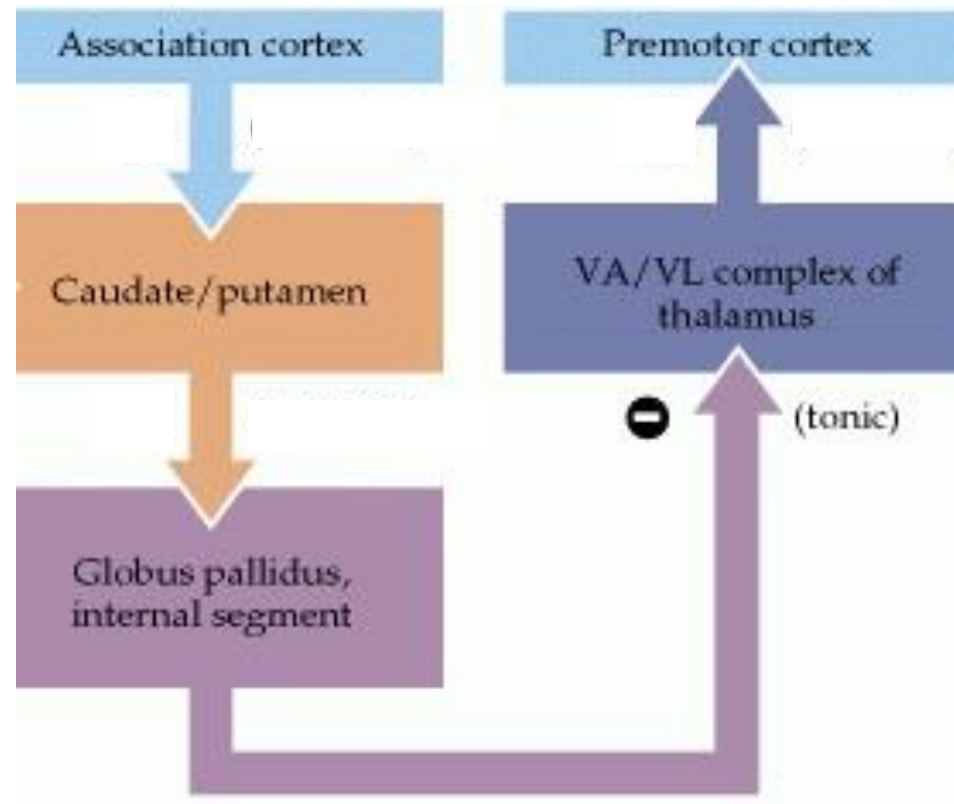 Association cortex
Premotor cortex
Caudate/putamen
VA/VL complex of
thalamus
(tonic)
Globus pallidus,
internal segment